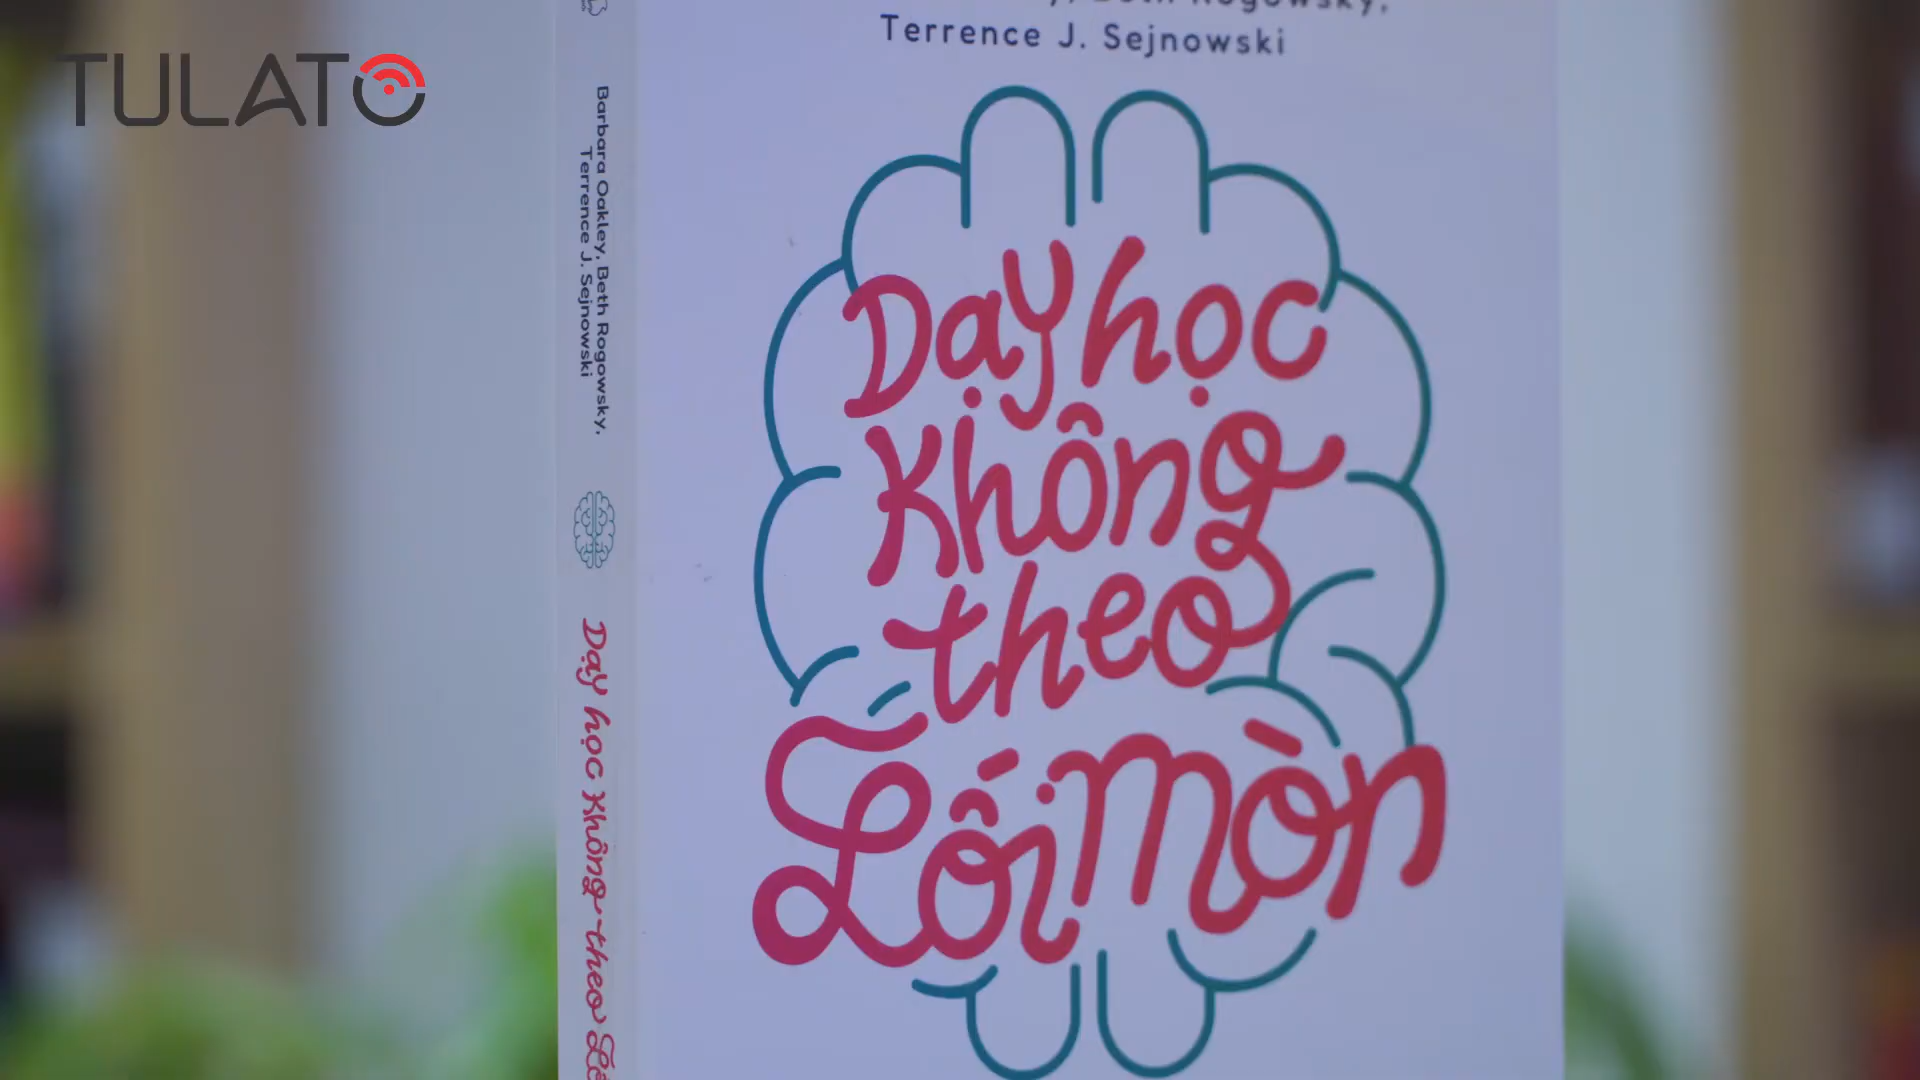 TULATO
Rogowsky,
Terrence J. Sejnowski
Dạy học
không
theo
Lối mòn
Barbara Oakley, Beth Rogowsky,
Terrence J. Sejnowski
Dạy học không theo